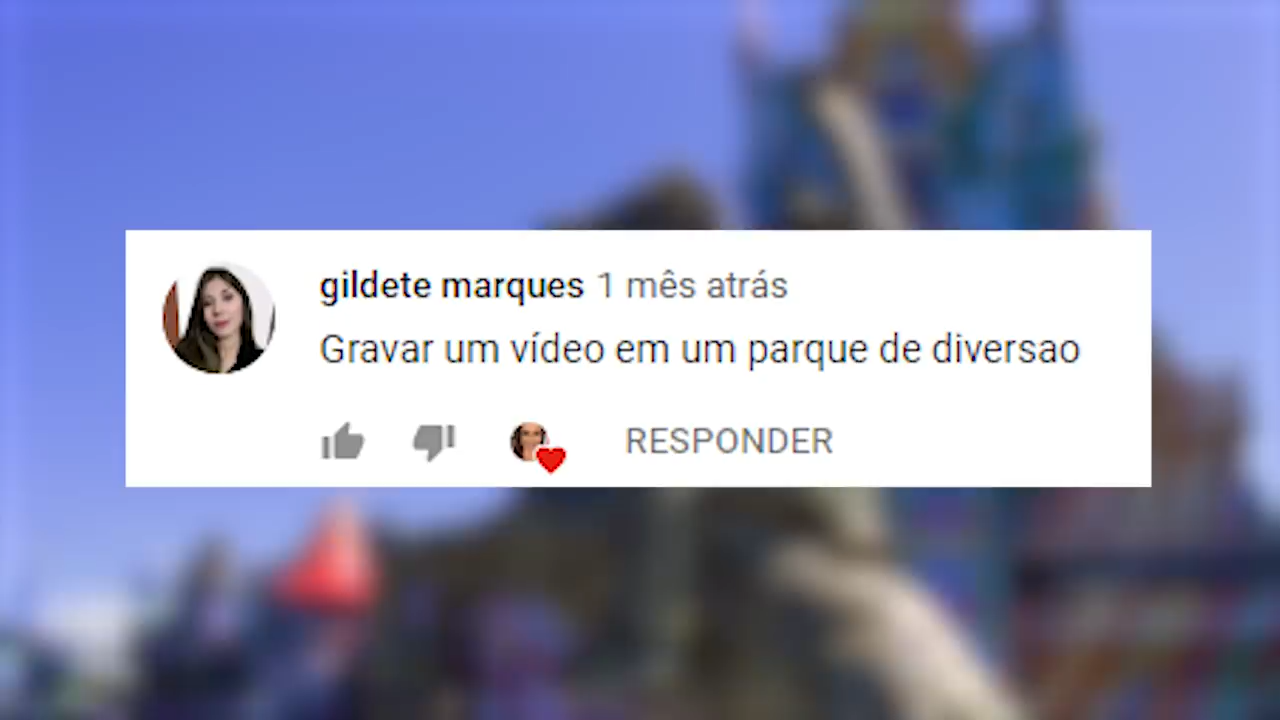 gildete marques 1 mês atrás
Gravar um vídeo em um parque de diversao
RESPONDER